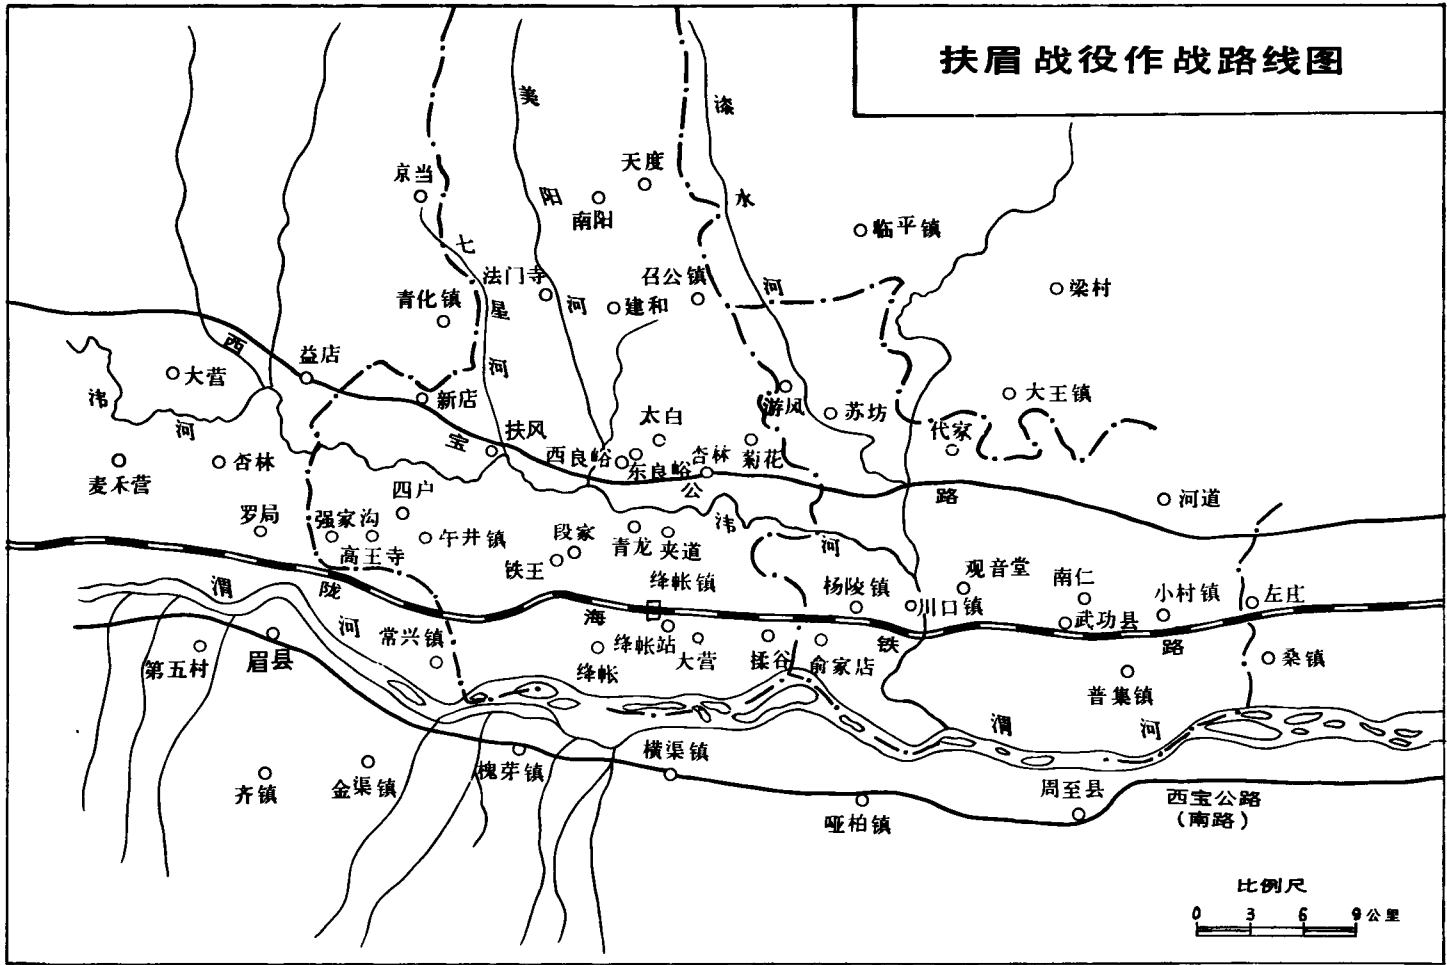 扶眉战役作战路线图
美
阳
河
漆
水
河
京当
天度
南阳
临平镇
七
星
河
法门寺
召公镇
青化镇
建和
梁村
西
宝
公
路
益店
大营
新店
游凤
苏坊
大王镇
沣
河
扶风
太白
代家
西良峪
东良峪
杏林
菊花
麦禾营
杏林
四户
河道
罗局
强家沟
高王寺
午井镇
段家
铁王
青龙
夹道
沣
河
绛帐镇
杨陵镇
观音堂
南仁
小村镇
左庄
川口镇
武功县
陇
海
铁
路
渭
河
常兴镇
第五村
眉县
绛帐站
绛帐
大营
揉谷
俞家店
桑镇
普集镇
渭
河
横渠镇
槐芽镇
齐镇
金渠镇
哑柏镇
周至县
西宝公路
(南路)
比例尺
0 3 6 9 公里